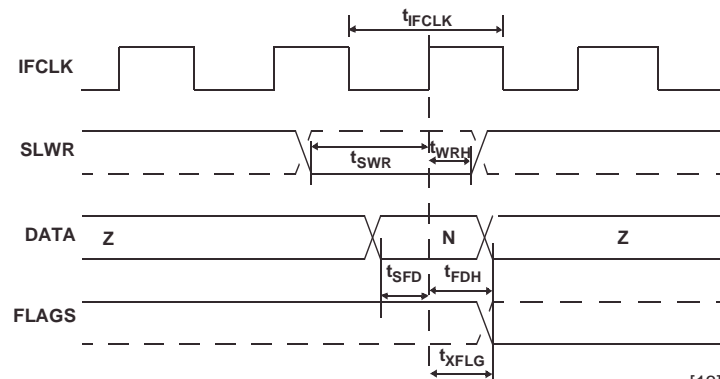 tIFCLK
IFCLK
SLWR
tSWR
tWRH
DATA
Z
N
Z
tSFD
tFDH
FLAGS
tXFLG